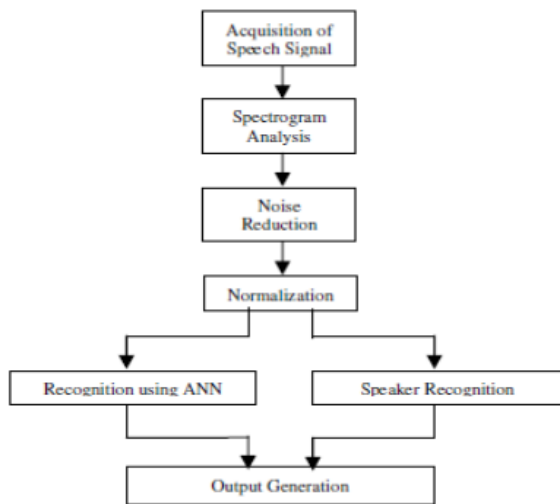 Acquisition of
Speech Signal
Spectrogram
Analysis
Noise
Reduction
Normalization
Recognition using ANN
Speaker Recognition
Output Generation